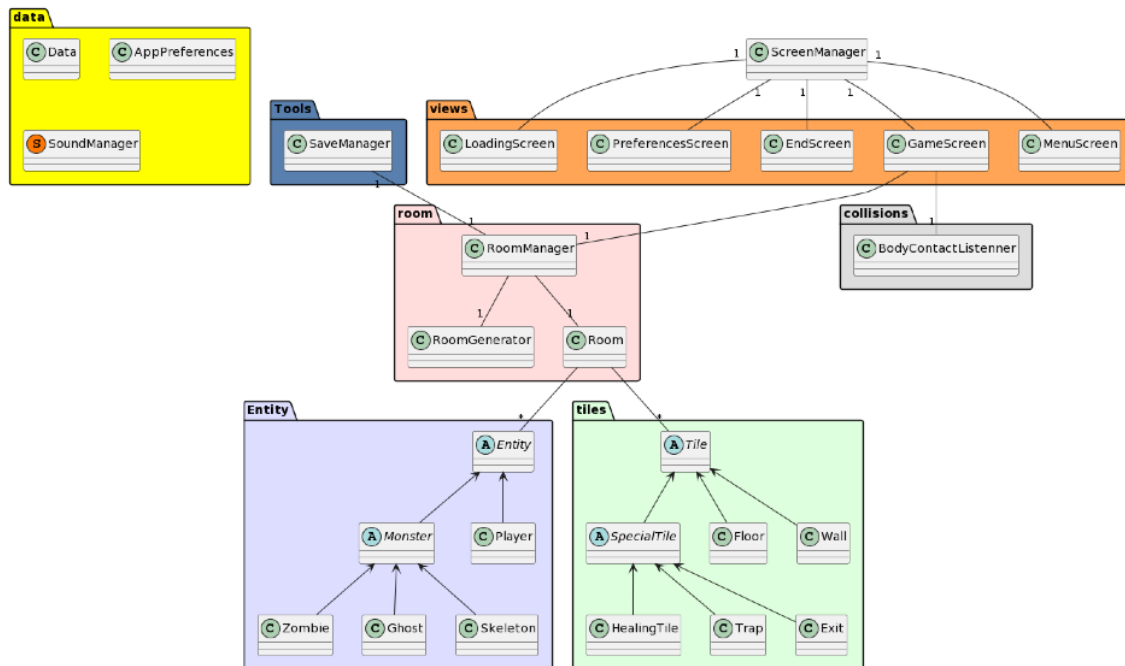 data
C Data
C AppPreferences
S SoundManager
C ScreenManager
1
1
1
1
1
Tools
C SaveManager
1
views
C LoadingScreen
C PreferencesScreen
C EndScreen
C GameScreen
C MenuScreen
room
1
1
C RoomManager
1
C RoomGenerator
1
C Room
collisions
1
C BodyContactListenner
Entity
*
A Entity
A Monster
C Player
C Zombie
C Ghost
C Skeleton
tiles
*
A Tile
A SpecialTile
C Floor
C Wall
C HealingTile
C Trap
C Exit